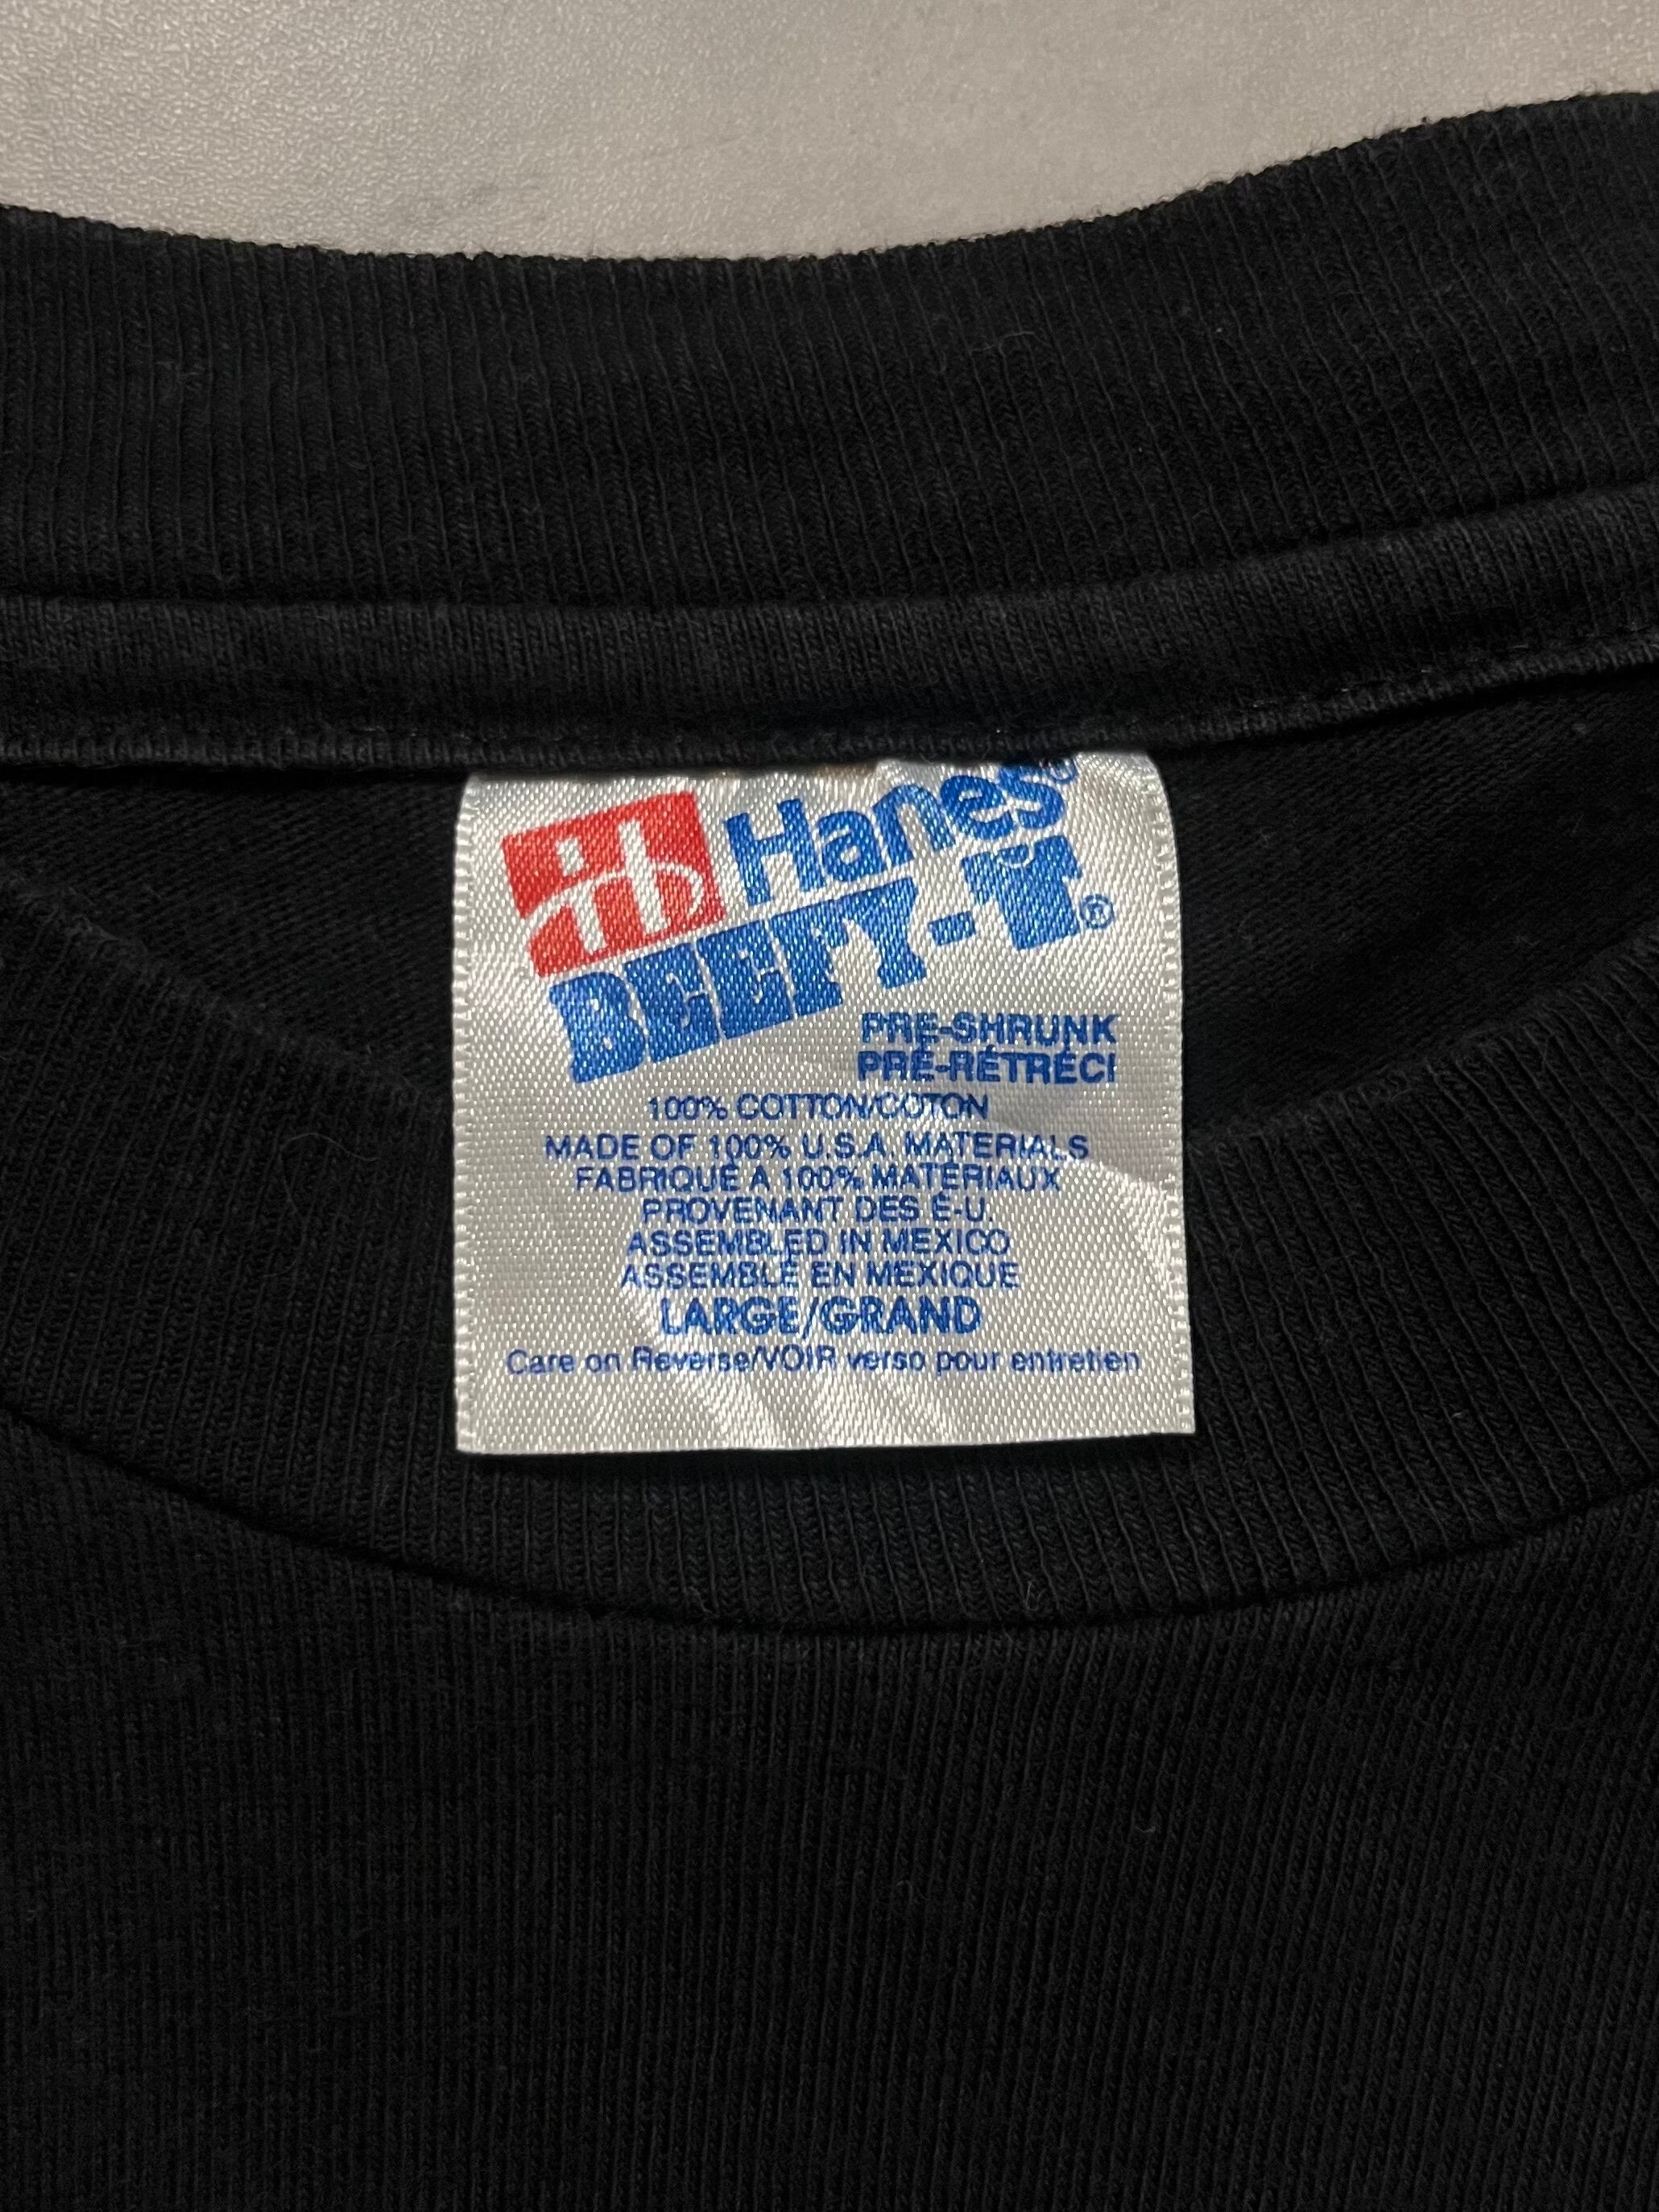 Hanes®
BEEFY-T®
PRE-SHRUNK
PRÉ-RÉTRÉCI
100% COTTON/COTON
MADE OF 100% U.S.A. MATERIALS
FABRIQUÉ A 100% MATÉRIAUX
PROVENANT DES É-U.
ASSEMBLED IN MEXICO
ASSEMBLÉ EN MEXIQUE
LARGE/GRAND
Care on Reverse/VOIR verso pour entretien